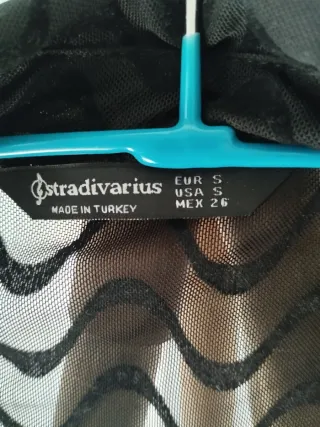 stradivarius
MADE IN TURKEY
EUR S
USA S
MEX 26